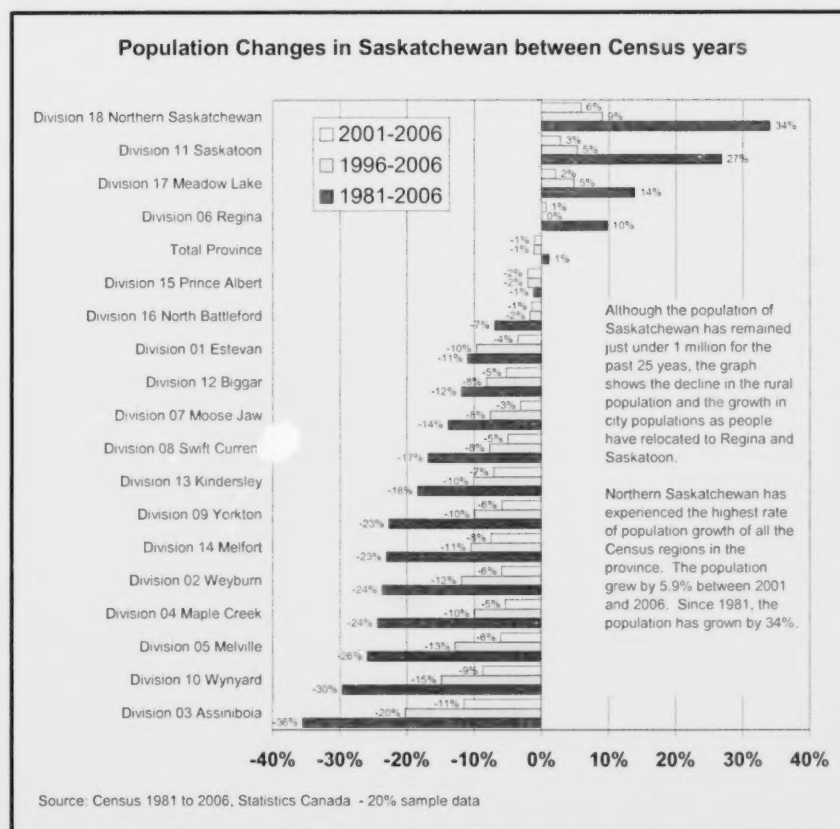 Population Changes in Saskatchewan between Census years
2001-2006
1996-2006
1981-2006
Division 18 Northern Saskatchewan 6% 9% 34%
Division 11 Saskatoon 3% 5% 27%
Division 17 Meadow Lake 2% 5% 14%
Division 06 Regina 1% 0% 10%
Total Province -1% -1% 1%
Division 15 Prince Albert -2% -2% -1%
Division 16 North Battleford -1% -2% -7%
Division 01 Estevan -4% -10% -11%
Division 12 Biggar -5% -8% -12%
Division 07 Moose Jaw -3% -8% -14%
Division 08 Swift Curren -5% -8% -17%
Division 13 Kindersley -7% -10% -18%
Division 09 Yorkton -6% -10% -23%
Division 14 Melfort -8% -11% -23%
Division 02 Weyburn -6% -12% -24%
Division 04 Maple Creek -5% -10% -24%
Division 05 Melville -6% -13% -26%
Division 10 Wynyard -9% -15% -30%
Division 03 Assiniboia -11% -20% -36%
Although the population of
Saskatchewan has remained
just under 1 million for the
past 25 yeas, the graph
shows the decline in the rural
population and the growth in
city populations as people
have relocated to Regina and
Saskatoon.
Northern Saskatchewan has
experienced the highest rate
of population growth of all the
Census regions in the
province. The population
grew by 5.9% between 2001
and 2006. Since 1981, the
population has grown by 34%.
-40% -30% -20% -10% 0% 10% 20% 30% 40%
Source: Census 1981 to 2006, Statistics Canada - 20% sample data